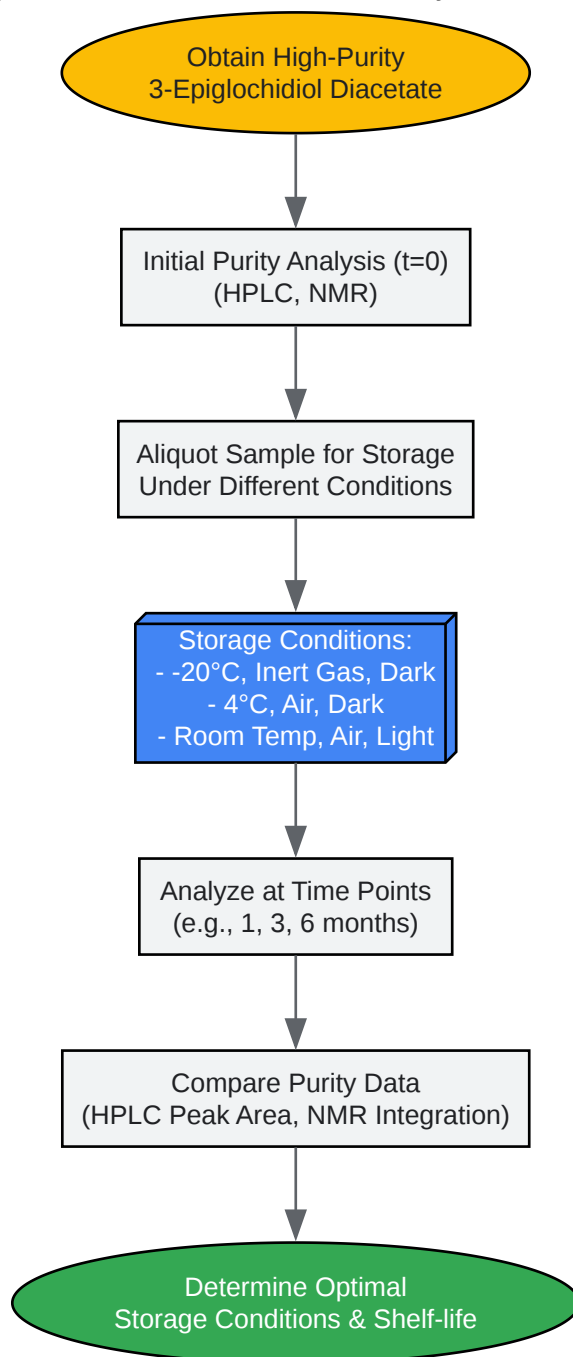 Obtain High-Purity
3-Epiglochidiol Diacetate
Initial Purity Analysis (t=0)
(HPLC, NMR)
Aliquot Sample for Storage
Under Different Conditions
Storage Conditions:
- -20°C, Inert Gas, Dark
- 4°C, Air, Dark
- Room Temp, Air, Light
Analyze at Time Points
(e.g., 1, 3, 6 months)
Compare Purity Data
(HPLC Peak Area, NMR Integration)
Determine Optimal
Storage Conditions & Shelf-life